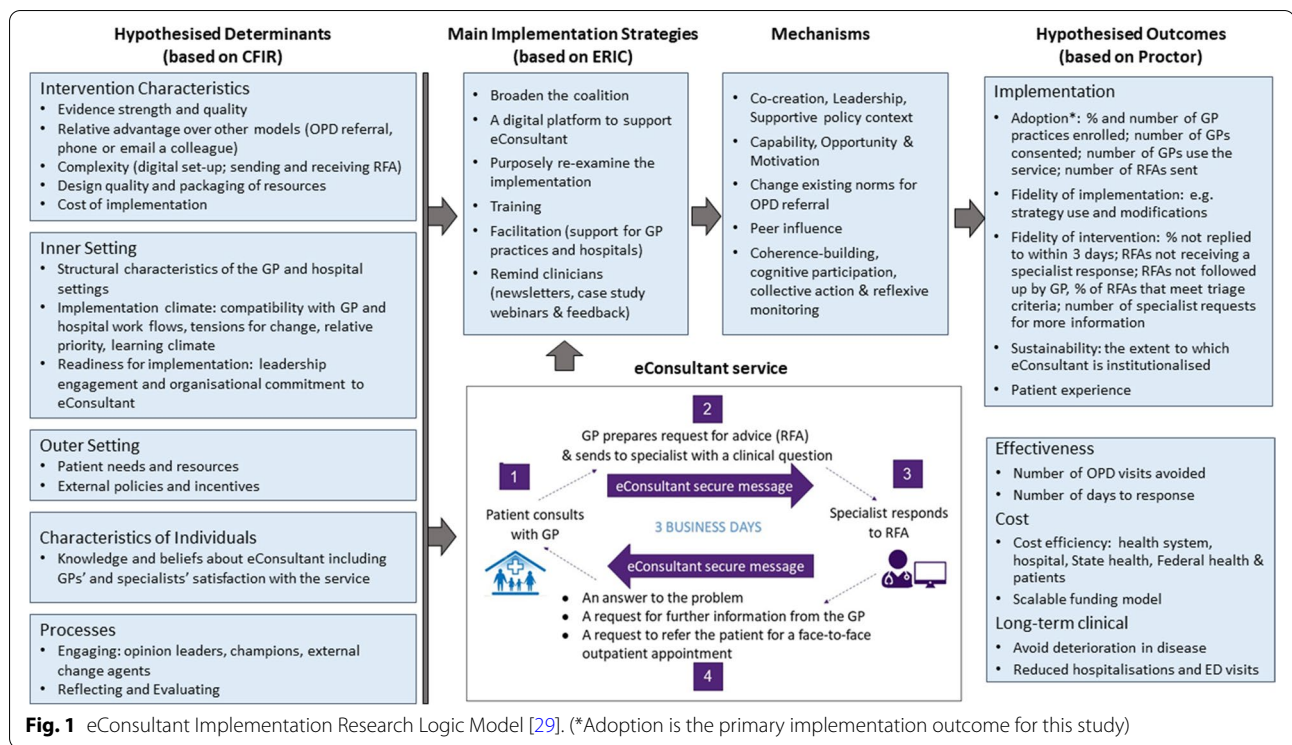 Hypothesised Determinants
(based on CFIR)
Intervention Characteristics
• Evidence strength and quality
• Relative advantage over other models (OPD referral,
phone or email a colleague)
• Complexity (digital set-up; sending and receiving RFA)
• Design quality and packaging of resources
• Cost of implementation
Inner Setting
• Structural characteristics of the GP and hospital
settings
• Implementation climate: compatibility with GP and
hospital work flows, tensions for change, relative
priority, learning climate
• Readiness for implementation: leadership
engagement and organisational commitment to
eConsultant
Outer Setting
• Patient needs and resources
• External policies and incentives
Characteristics of Individuals
• Knowledge and beliefs about eConsultant including
GPs' and specialists' satisfaction with the service
Processes
• Engaging: opinion leaders, champions, external
change agents
• Reflecting and Evaluating
Main Implementation Strategies
(based on ERIC)
• Broaden the coalition
• A digital platform to support
eConsultant
• Purposely re-examine the
implementation
• Training
• Facilitation (support for GP
practices and hospitals)
• Remind clinicians
(newsletters, case study
webinars & feedback)
Mechanisms
• Co-creation, Leadership,
Supportive policy context
• Capability, Opportunity &
Motivation
• Change existing norms for
OPD referral
• Peer influence
• Coherence-building,
cognitive participation,
collective action & reflexive
monitoring
eConsultant service
2
GP prepares request for advice (RFA)
& sends to specialist with a clinical question
1
eConsultant secure message
3
Patient consults
with GP
3 BUSINESS DAYS
Specialist responds
to RFA
eConsultant secure message
● An answer to the problem
● A request for further information from the GP
● A request to refer the patient for a face-to-face
outpatient appointment
4
Hypothesised Outcomes
(based on Proctor)
Implementation
• Adoption*: % and number of GP
practices enrolled; number of GPs
consented; number of GPs use the
service; number of RFAs sent
• Fidelity of implementation: e.g.
strategy use and modifications
• Fidelity of intervention: % not replied
to within 3 days; RFAs not receiving a
specialist response; RFAs not followed
up by GP, % of RFAs that meet triage
criteria; number of specialist requests
for more information
• Sustainability: the extent to which
eConsultant is institutionalised
• Patient experience
Effectiveness
• Number of OPD visits avoided
• Number of days to response
Cost
• Cost efficiency: health system,
hospital, State health, Federal health &
patients
• Scalable funding model
Long-term clinical
• Avoid deterioration in disease
• Reduced hospitalisations and ED visits
Fig. 1 eConsultant Implementation Research Logic Model [29]. (*Adoption is the primary implementation outcome for this study)